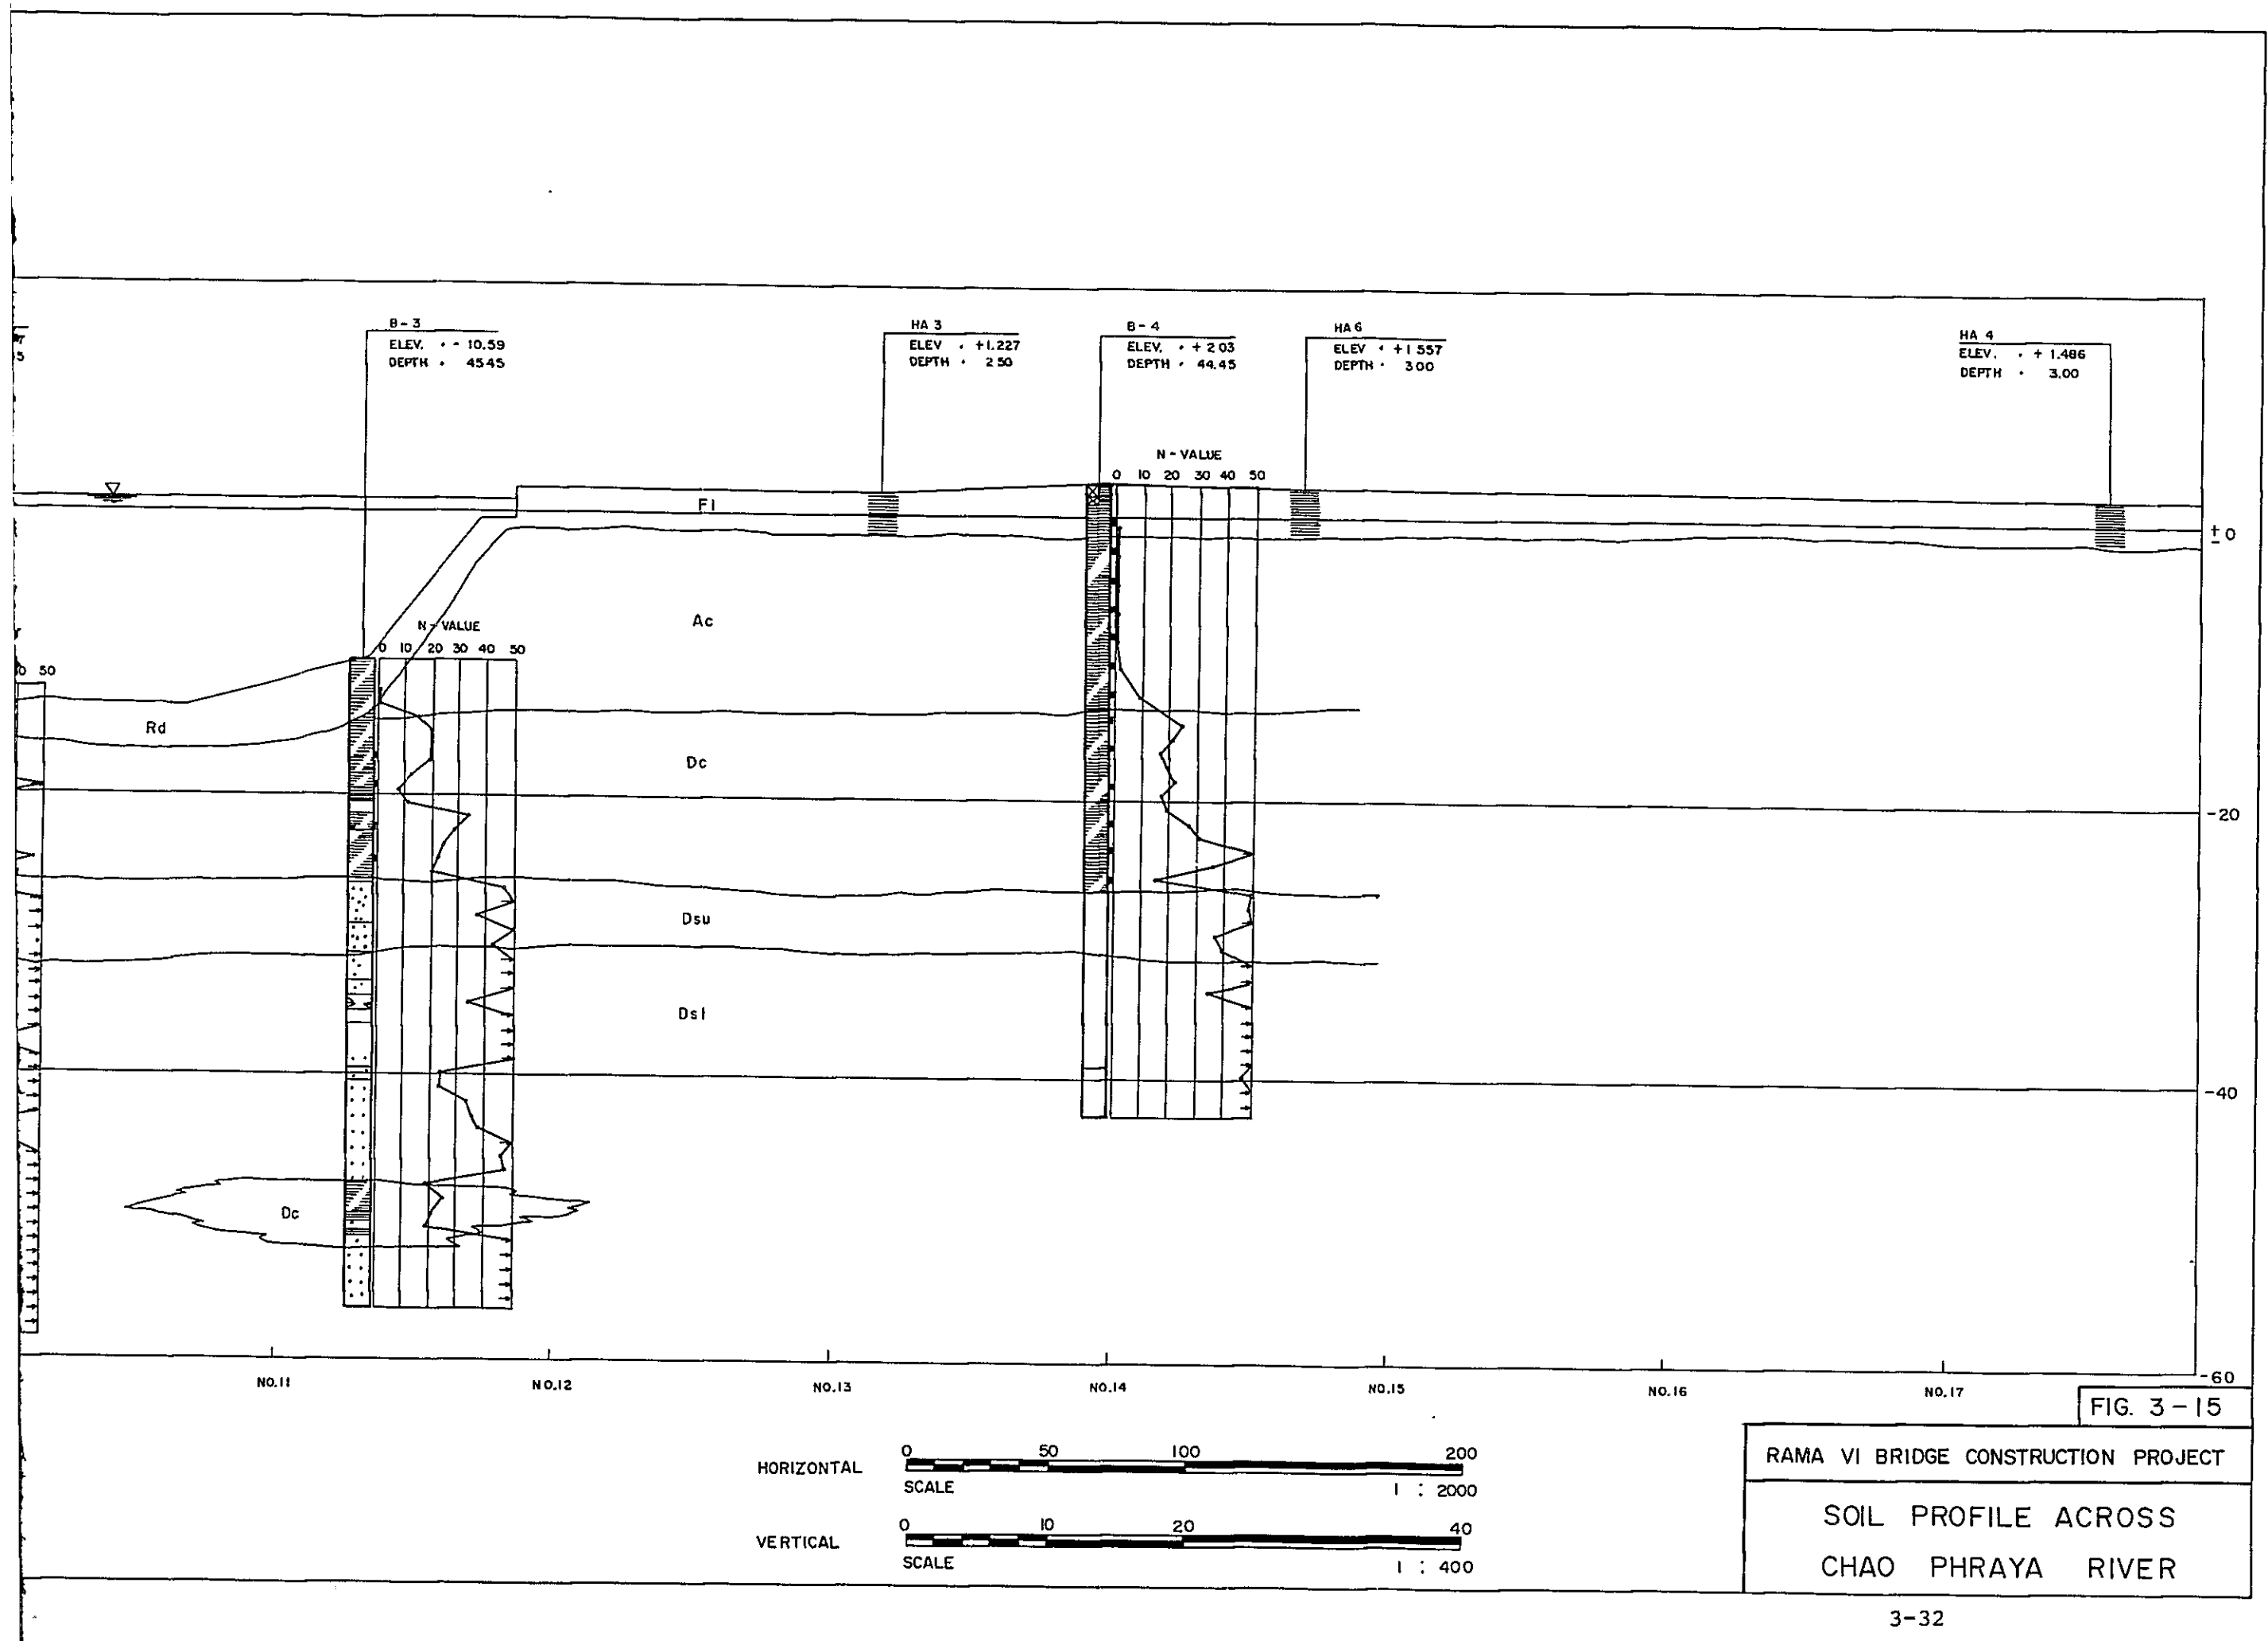 B-3
ELEV. · - 10.59
DEPTH · 45.45
HA 3
ELEV · +1.227
DEPTH · 2.50
B-4
ELEV. · + 2.03
DEPTH · 44.45
HA 6
ELEV · +1.557
DEPTH · 3.00
HA 4
ELEV. · + 1.486
DEPTH · 3.00
N-VALUE
0 10 20 30 40 50
Fl
± 0
Ac
N-VALUE
0 10 20 30 40 50
0 50
Rd
Dc
-20
Dsu
Dsl
-40
Dc
-60
NO.11 NO.12 NO.13 NO.14 NO.15 NO.16 NO.17
FIG. 3-15
HORIZONTAL 0 50 100 200
SCALE 1 : 2000
VERTICAL 0 10 20 40
SCALE 1 : 400
RAMA VI BRIDGE CONSTRUCTION PROJECT
SOIL PROFILE ACROSS
CHAO PHRAYA RIVER
3-32